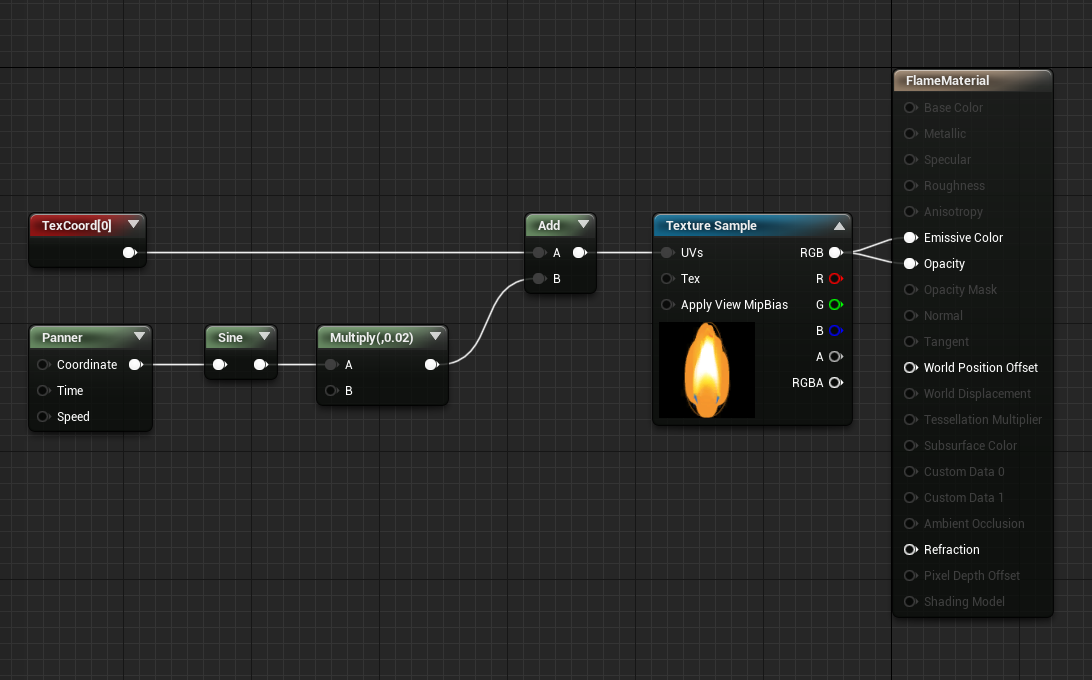 FlameMaterial
Base Color
Metallic
Specular
Roughness
Anisotropy
Emissive Color
Opacity
Opacity Mask
Normal
Tangent
World Position Offset
World Displacement
Tessellation Multiplier
Subsurface Color
Custom Data 0
Custom Data 1
Ambient Occlusion
Refraction
Pixel Depth Offset
Shading Model
TexCoord[0]
Add
A
B
Texture Sample
UVs RGB
Tex R
Apply View MipBias G
B
A
RGBA
Panner
Coordinate
Time
Speed
Sine
Multiply(,0.02)
A
B